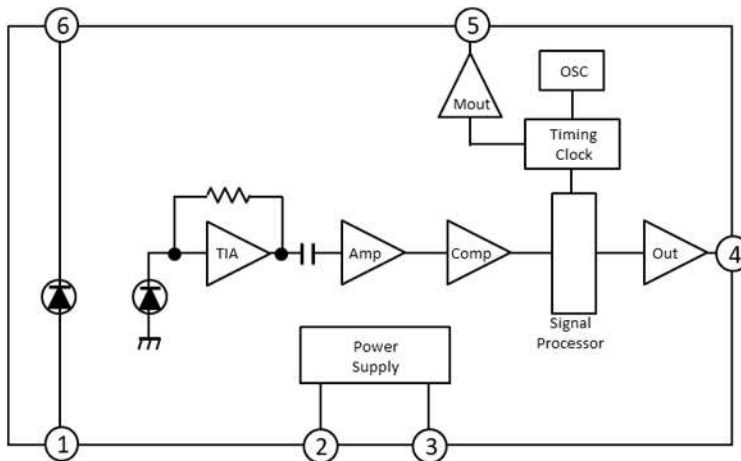 6
5
OSC
Mout
Timing
Clock
TIA
Amp
Comp
Out
4
Signal
Processor
Power
Supply
1
2
3